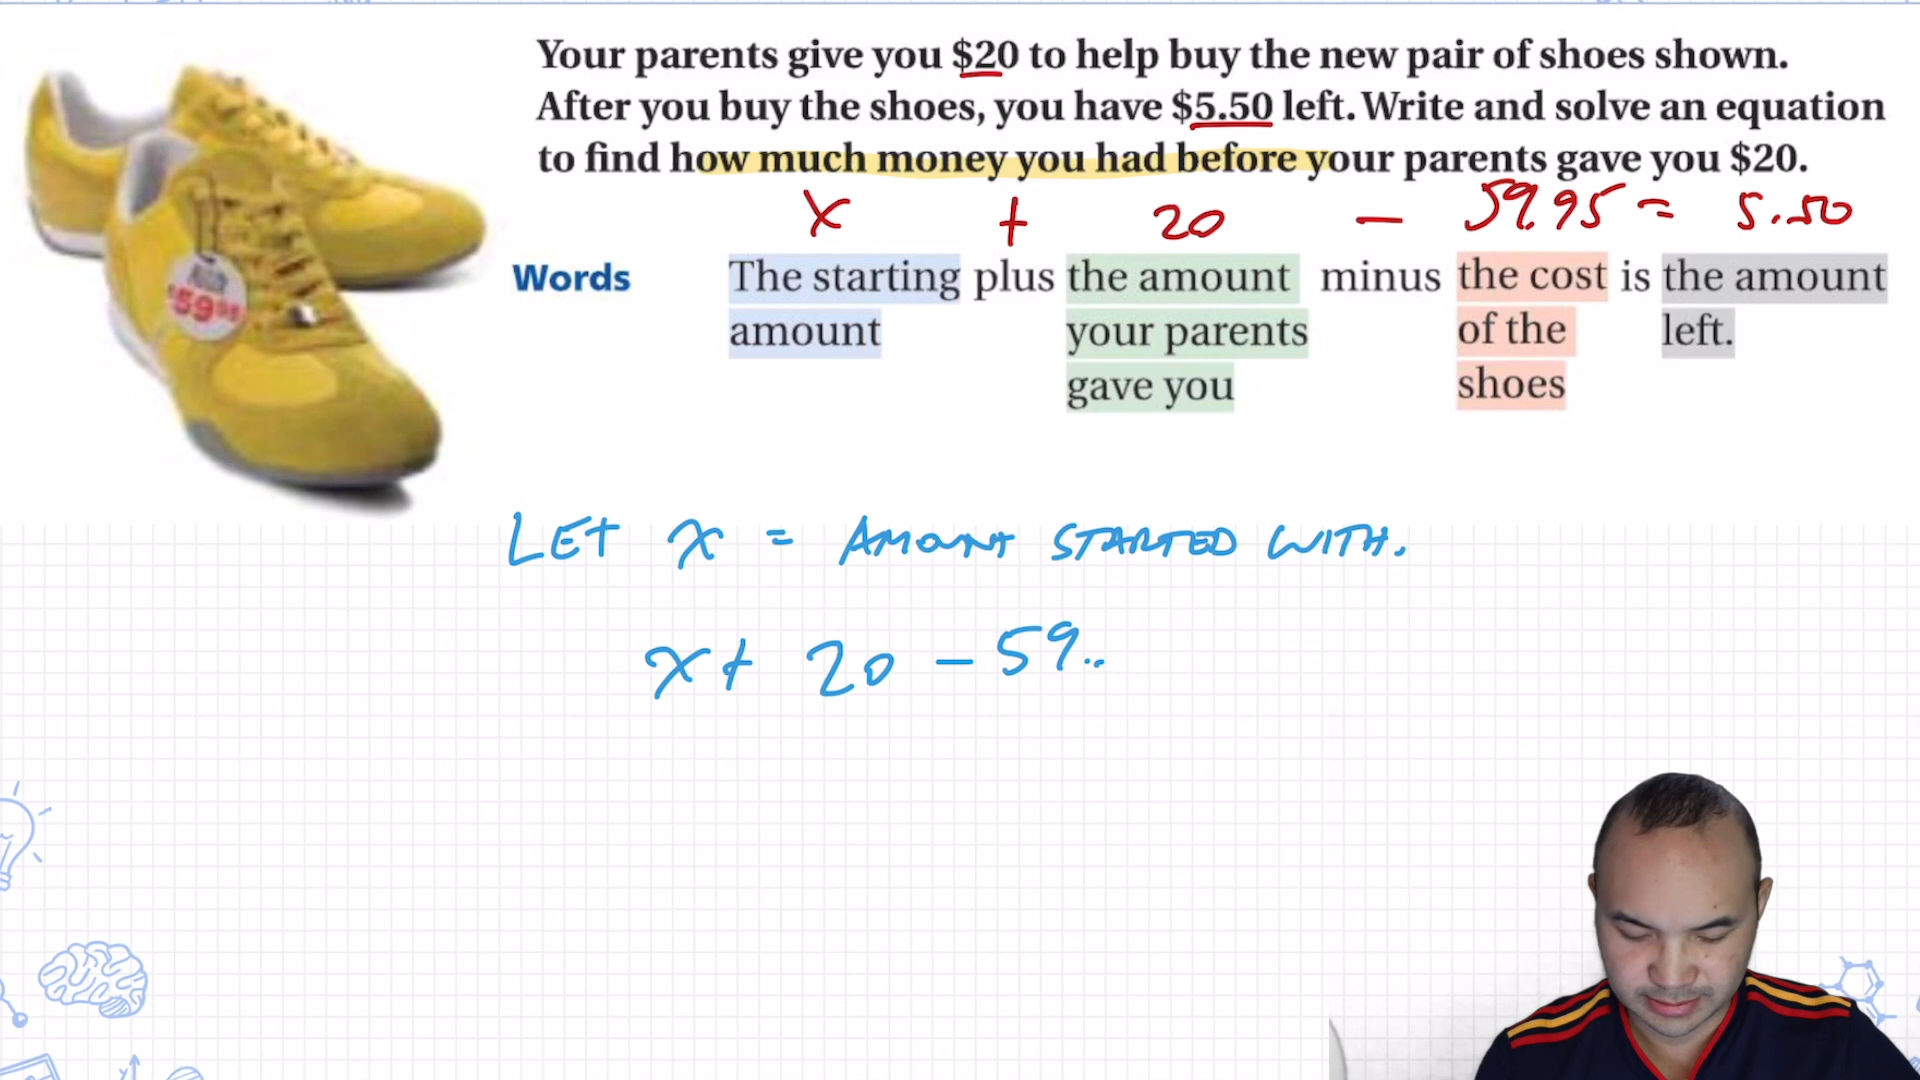 Your parents give you $20 to help buy the new pair of shoes shown.
After you buy the shoes, you have $5.50 left. Write and solve an equation
to find how much money you had before your parents gave you $20.
x + 20 - 59.95 = 5.50
Words The starting plus the amount minus the cost is the amount
amount your parents of the left.
gave you shoes
$59.95
LET x = AMOUNT STARTED WITH.
x + 20 - 59..